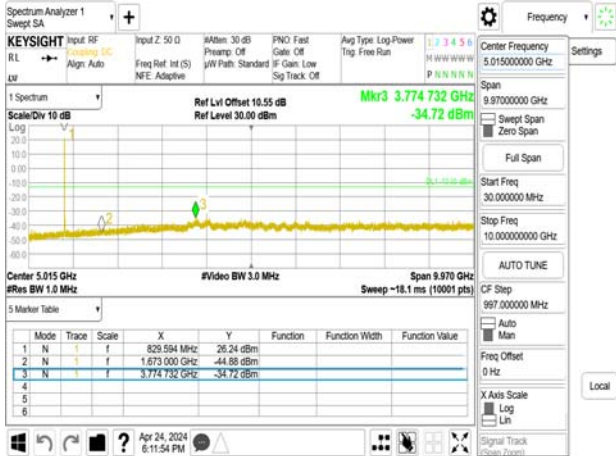 Spectrum Analyzer 1
Swept SA
+
Frequency
KEYSIGHT
RL
Input: RF
Coupling: DC
Align: Auto
Input Z: 50 Ω
Freq Ref: Int (S)
NFE: Adaptive
#Atten: 30 dB
Preamp: Off
µW Path: Standard
PNO: Fast
Gate: Off
IF Gain: Low
Sig Track: Off
Avg Type: Log-Power
Trig: Free Run
1 2 3 4 5 6
M W W W W W
P N N N N N
1 Spectrum
Scale/Div 10 dB
Log
Ref Lvl Offset 10.55 dB
Ref Level 30.00 dBm
Mkr3 3.774 732 GHz
-34.72 dBm
20.0
10.0
0.00
-10.0
-20.0
-30.0
-40.0
-50.0
-60.0
1
2
3
DL1 -13.00 dBm
Center 5.015 GHz
#Res BW 1.0 MHz
#Video BW 3.0 MHz
Span 9.970 GHz
Sweep ~18.1 ms (10001 pts)
5 Marker Table
Mode Trace Scale X Y Function Function Width Function Value
1 N 1 f 829.594 MHz 26.24 dBm
2 N 1 f 1.673 000 GHz -44.88 dBm
3 N 1 f 3.774 732 GHz -34.72 dBm
4
5
6
?
Apr 24, 2024
6:11:54 PM
Center Frequency
5.015000000 GHz
Settings
Span
9.97000000 GHz
Swept Span
Zero Span
Full Span
Start Freq
30.000000 MHz
Stop Freq
10.000000000 GHz
AUTO TUNE
CF Step
997.000000 MHz
Auto
Man
Freq Offset
0 Hz
Local
X Axis Scale
Log
Lin
Signal Track
(Span Zoom)